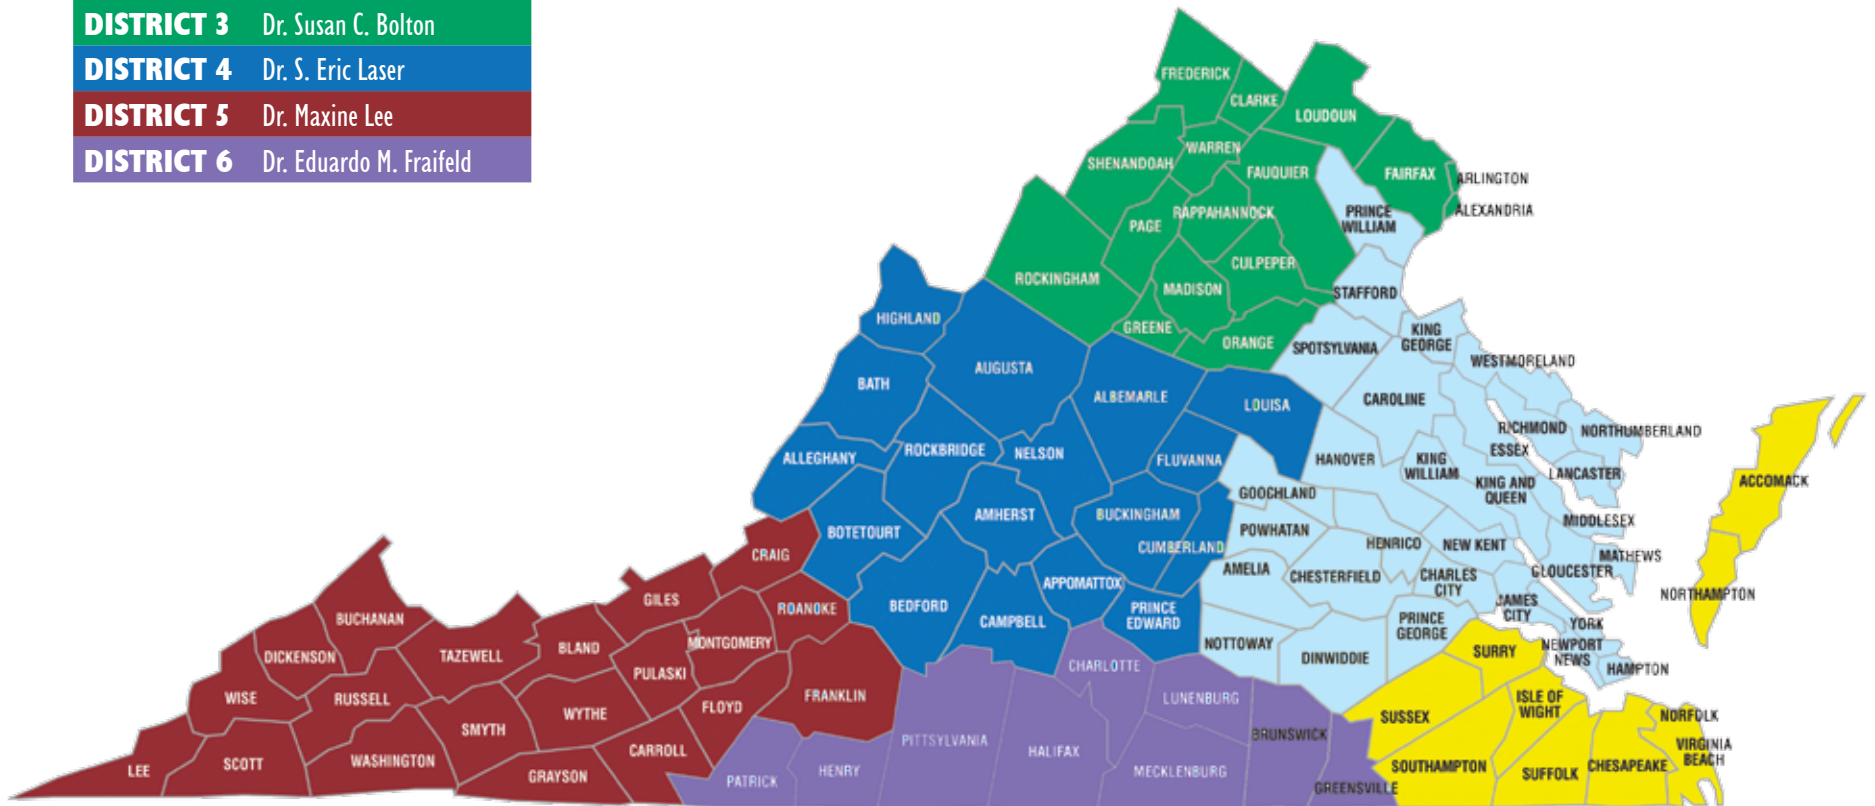 DISTRICT 3 Dr. Susan C. Bolton
DISTRICT 4 Dr. S. Eric Laser
DISTRICT 5 Dr. Maxine Lee
DISTRICT 6 Dr. Eduardo M. Fraifeld
FREDERICK
CLARKE
LOUDOUN
WARREN
SHENANDOAH
FAUQUIER
FAIRFAX
ARLINGTON
ALEXANDRIA
PAGE
RAPPAHANNOCK
PRINCE
WILLIAM
CULPEPER
ROCKINGHAM
MADISON
STAFFORD
HIGHLAND
GREENE
ORANGE
SPOTSYLVANIA
KING
GEORGE
WESTMORELAND
AUGUSTA
BATH
ALBEMARLE
LOUISA
CAROLINE
RICHMOND
NORTHUMBERLAND
ALLEGHANY
ROCKBRIDGE
NELSON
FLUVANNA
HANOVER
KING
WILLIAM
ESSEX
LANCASTER
KING AND
QUEEN
ACCOMACK
GOOCHLAND
BOTETOURT
AMHERST
BUCKINGHAM
POWHATAN
MIDDLESEX
CUMBERLAND
HENRICO
NEW KENT
MATHEWS
CRAIG
AMELIA
CHESTERFIELD
CHARLES
CITY
GLOUCESTER
APPOMATTOX
NORTHAMPTON
GILES
ROANOKE
BEDFORD
CAMPBELL
PRINCE
EDWARD
JAMES
CITY
BUCHANAN
PRINCE
GEORGE
YORK
DICKENSON
TAZEWELL
BLAND
MONTGOMERY
NOTTOWAY
DINWIDDIE
SURRY
NEWPORT
NEWS
HAMPTON
PULASKI
CHARLOTTE
WISE
RUSSELL
FRANKLIN
LUNENBURG
ISLE OF
WIGHT
SMYTH
WYTHE
FLOYD
SUSSEX
NORFOLK
PITTSYLVANIA
HALIFAX
BRUNSWICK
VIRGINIA
BEACH
LEE
SCOTT
WASHINGTON
CARROLL
GRAYSON
PATRICK
HENRY
MECKLENBURG
GREENSVILLE
SOUTHAMPTON
SUFFOLK
CHESAPEAKE